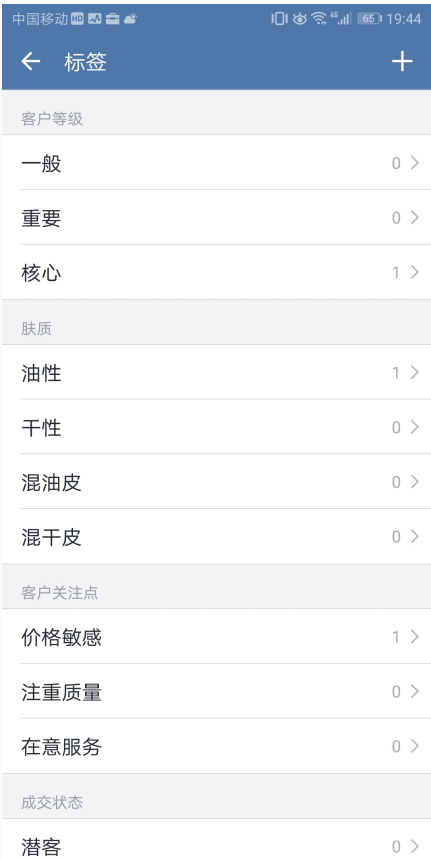 中国移动 HD 65 19:44
标签
客户等级
一般 0
重要 0
核心 1
肤质
油性 1
干性 0
混油皮 0
混干皮 0
客户关注点
价格敏感 1
注重质量 0
在意服务 0
成交状态
潜客 0